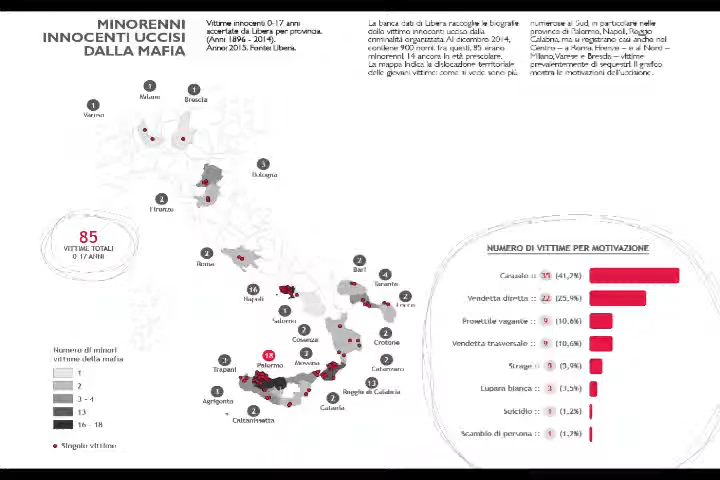 MINORENNI
INNOCENTI UCCISI
DALLA MAFIA
Vittime innocenti 0-17 anni
accertate da Libera per provincia.
(Anni 1896 - 2014).
Anno: 2015. Fonte: Libera.
La banca dati di Libera raccoglie le biografie
delle vittime innocenti uccise dalla
criminalità organizzata. Al dicembre 2014,
contiene 900 nomi, tra questi, 85 erano
minorenni, 14 ancora in età prescolare.
La mappa indica la dislocazione territoriale
delle giovani vittime: come si vede sono più
numerose al Sud, in particolare nelle
province di Palermo, Napoli, Reggio
Calabria, ma si registrano casi anche nel
Centro – a Roma, Firenze – e al Nord –
Milano, Varese e Brescia – vittime
prevalentemente di sequestri. Il grafico
mostra le motivazioni dell'uccisione.
1
Milano
1
Brescia
1
Varese
3
Bologna
2
Firenze
85
VITTIME TOTALI
0-17 ANNI
2
Roma
2
Bari
4
Taranto
16
Napoli
2
Lecce
Salerno
2
Cosenza
2
Crotone
Trapani
18
Palermo
Messina
2
Catanzaro
13
Reggio di Calabria
Agrigento
2
Caltanissetta
2
Catania
Numero di minori
vittime della mafia
1
2
3 - 4
13
16 - 18
Singole vittime
NUMERO DI VITTIME PER MOTIVAZIONE
Casuale :: 35 (41,2%)
Vendetta diretta :: 22 (25,9%)
Proiettile vagante :: 9 (10,6%)
Vendetta trasversale :: 9 (10,6%)
Strage :: 5 (5,9%)
Lupara bianca :: 3 (3,5%)
Suicidio :: 1 (1,2%)
Scambio di persona :: 1 (1,2%)